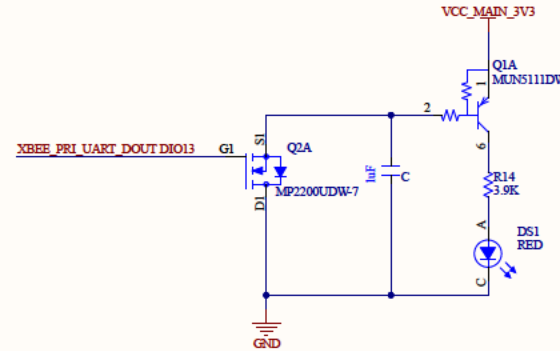 VCC_MAIN_3V3
Q1A
MUN5111DW
1
2
6
S1
Q2A
XBEE_PRI_UART_DOUT DIO13
G1
MP2200UDW-7
D1
1uF
C
R14
3.9K
A
DS1
RED
C
GND